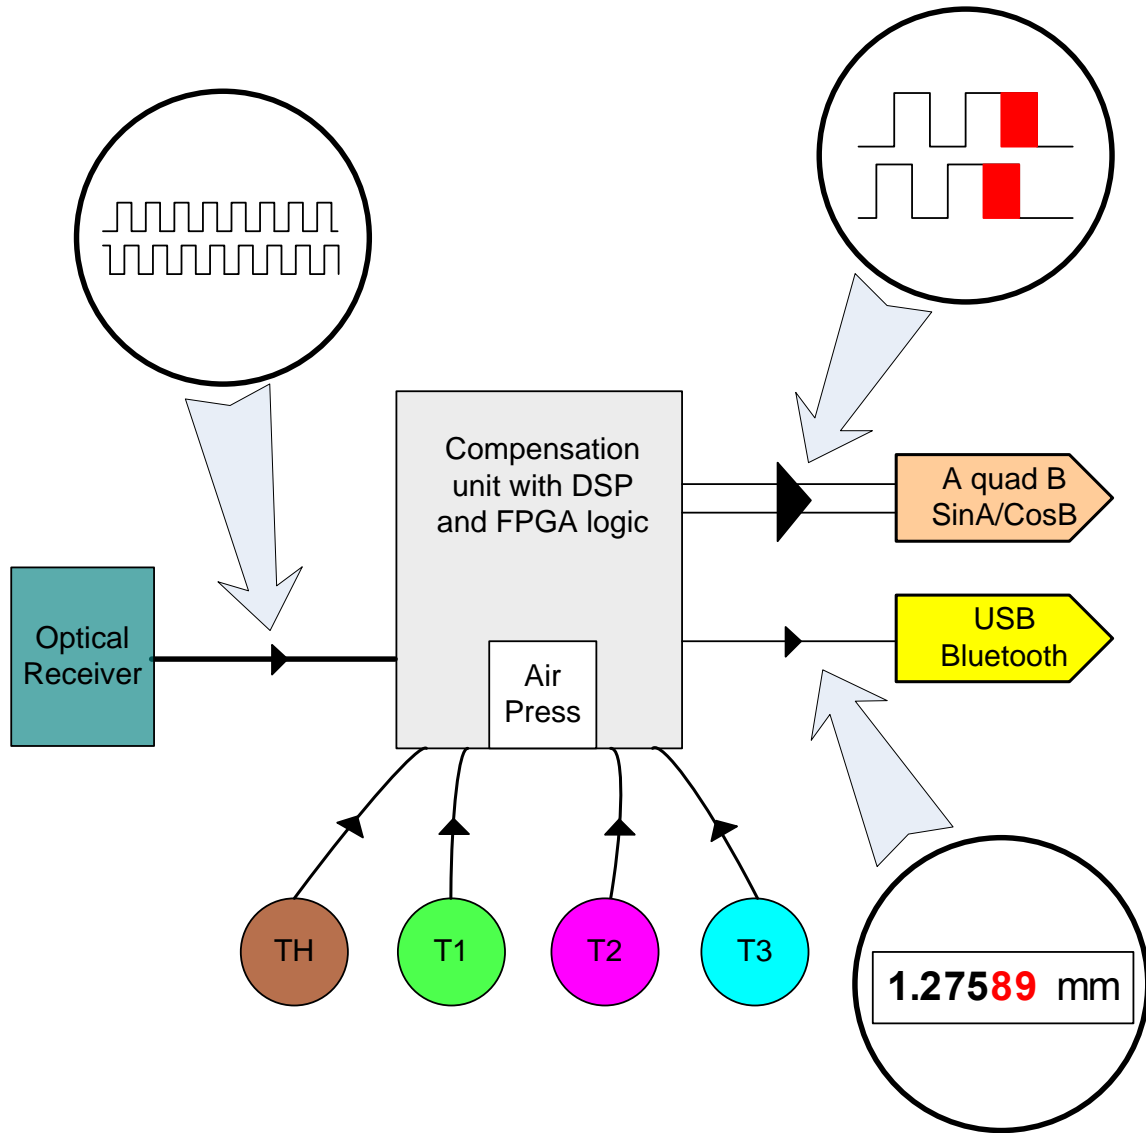 Compensation
unit with DSP
and FPGA logic
A quad B
SinA/CosB
Optical
Receiver
USB
Bluetooth
Air
Press
TH
T1
T2
T3
1.27589 mm